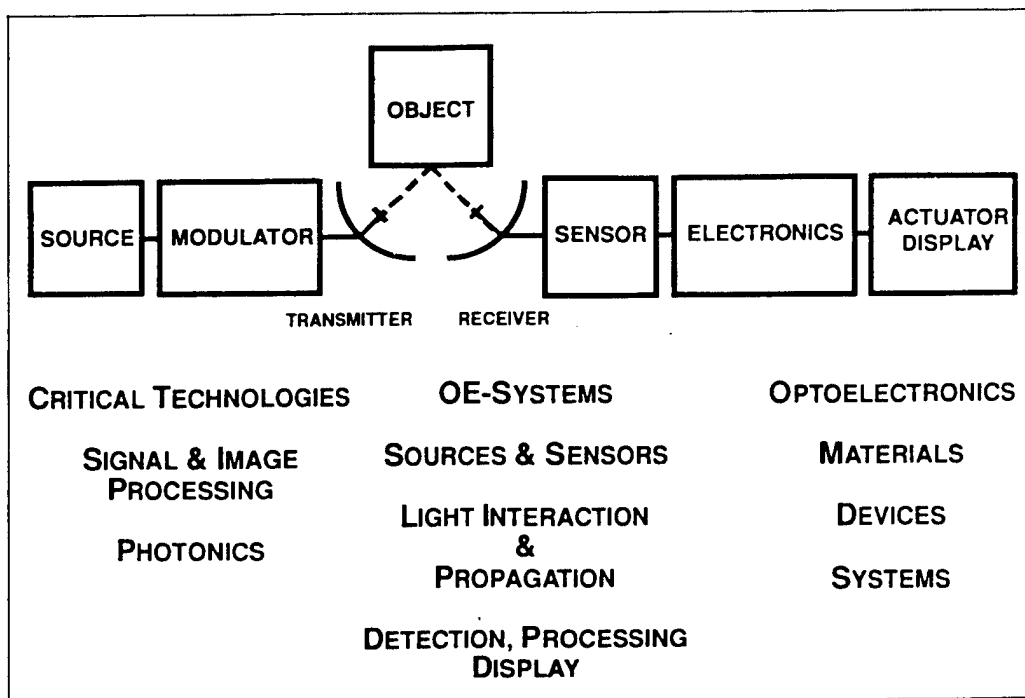 OBJECT
SOURCE
MODULATOR
SENSOR
ELECTRONICS
ACTUATOR
DISPLAY
TRANSMITTER
RECEIVER
CRITICAL TECHNOLOGIES
SIGNAL & IMAGE
PROCESSING
PHOTONICS
OE-SYSTEMS
SOURCES & SENSORS
LIGHT INTERACTION
&
PROPAGATION
DETECTION, PROCESSING
DISPLAY
OPTOELECTRONICS
MATERIALS
DEVICES
SYSTEMS